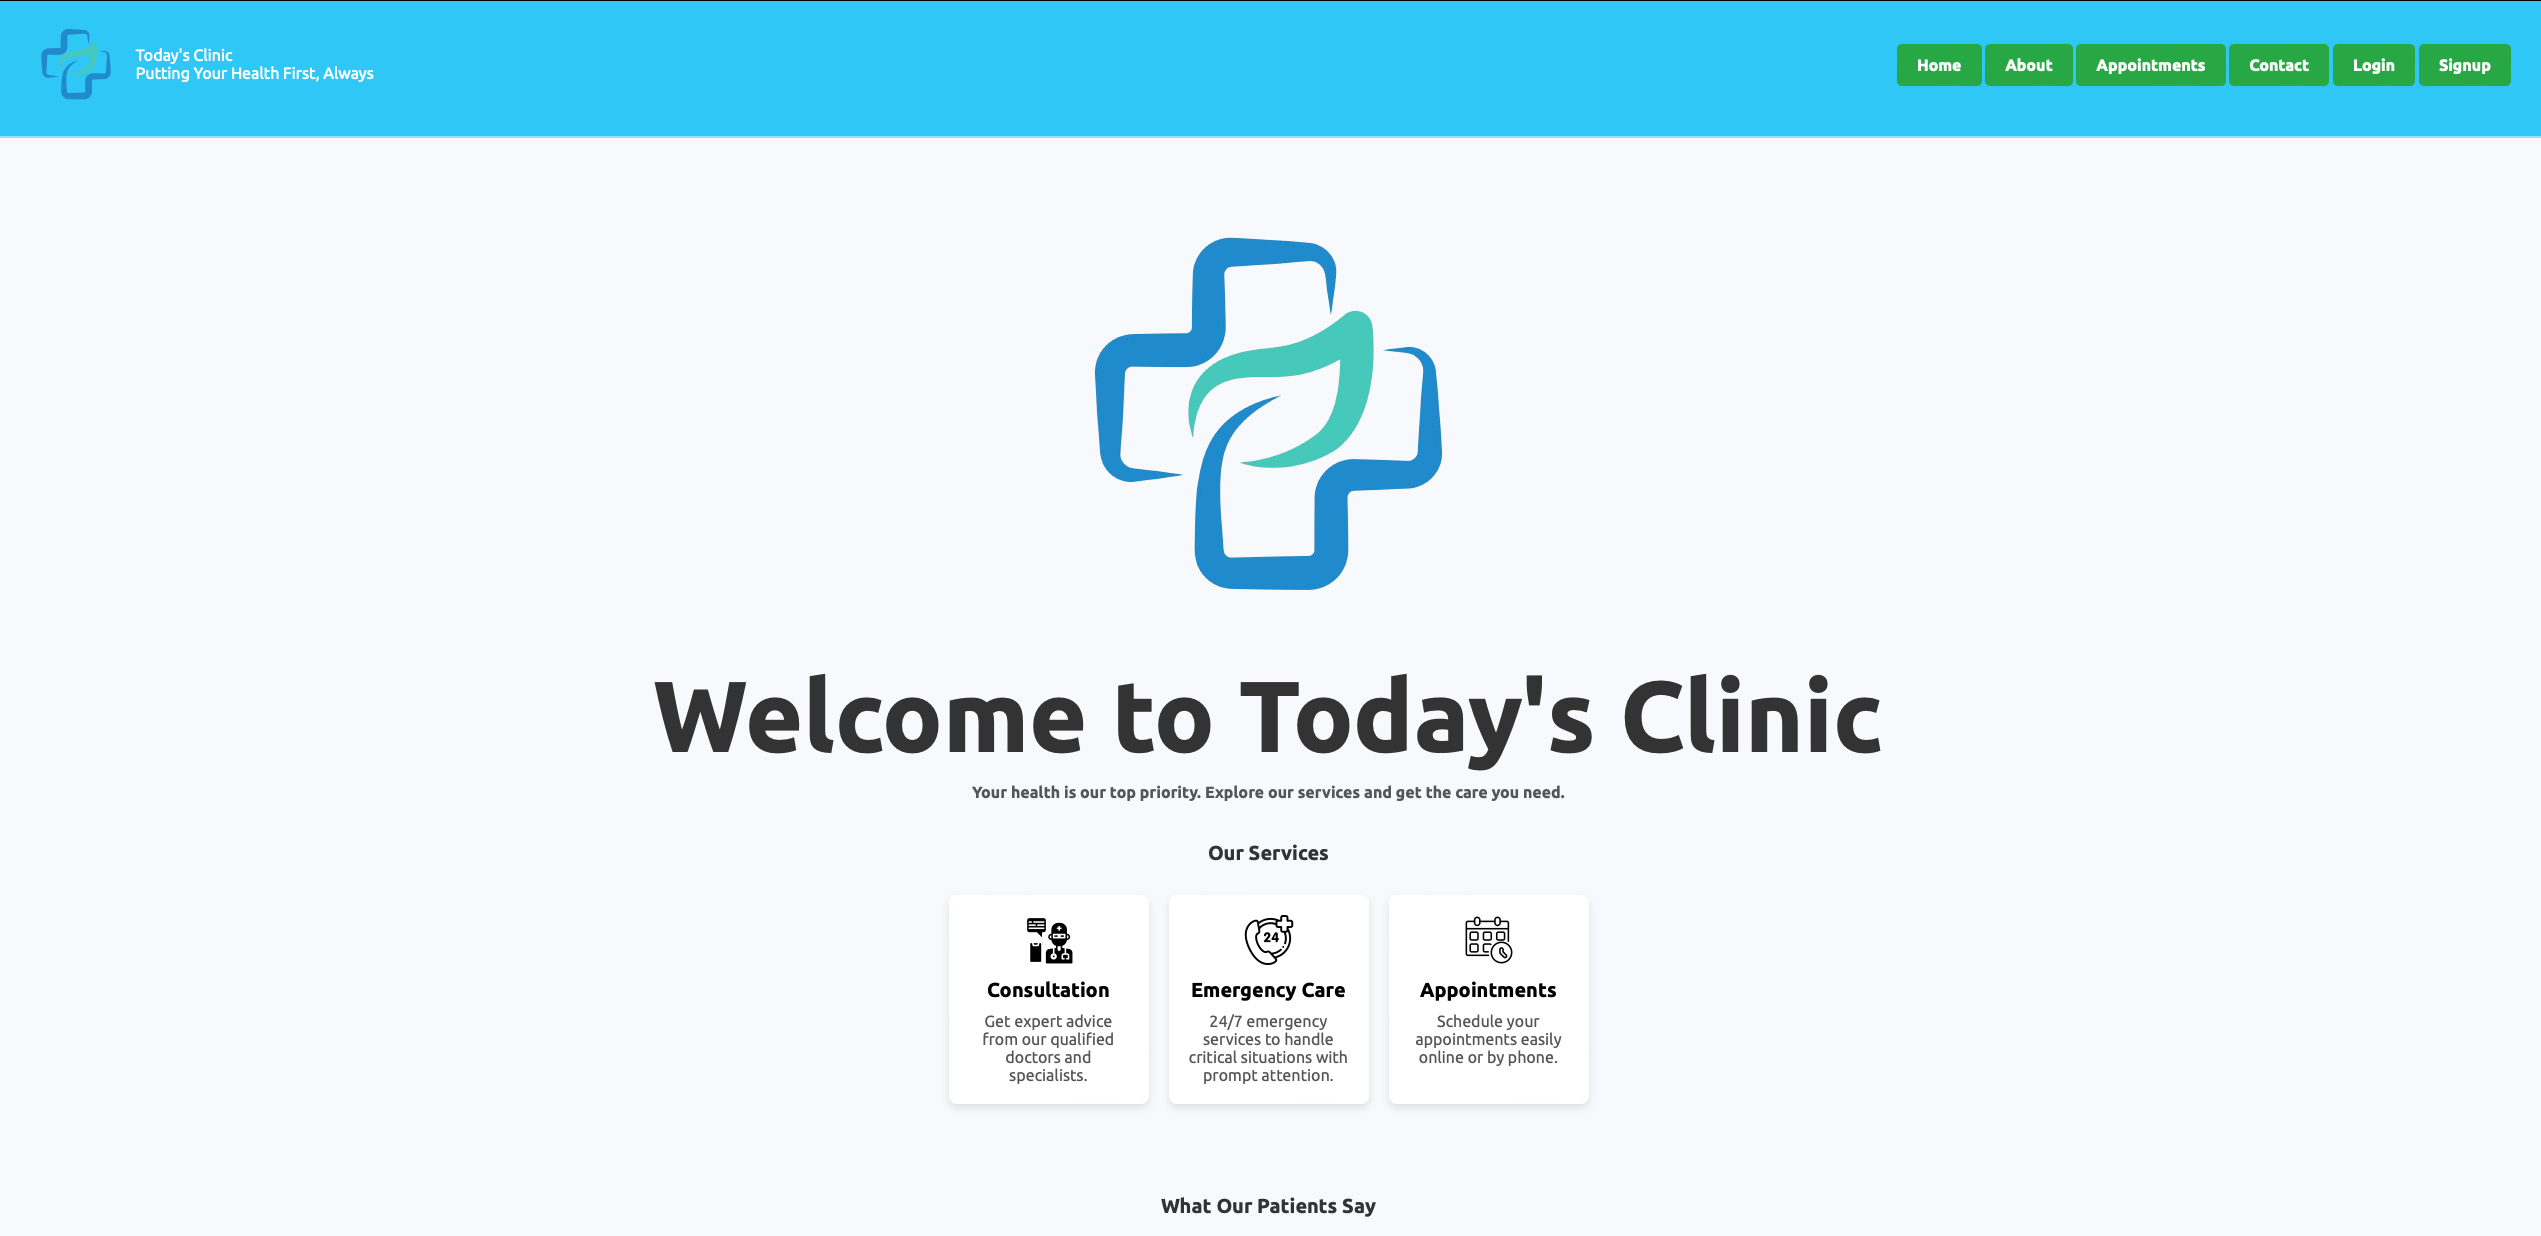 Today's Clinic
Putting Your Health First, Always
Home
About
Appointments
Contact
Login
Signup
Welcome to Today's Clinic
Your health is our top priority. Explore our services and get the care you need.
Our Services
Consultation
Get expert advice
from our qualified
doctors and
specialists.
24
Emergency Care
24/7 emergency
services to handle
critical situations with
prompt attention.
Appointments
Schedule your
appointments easily
online or by phone.
What Our Patients Say